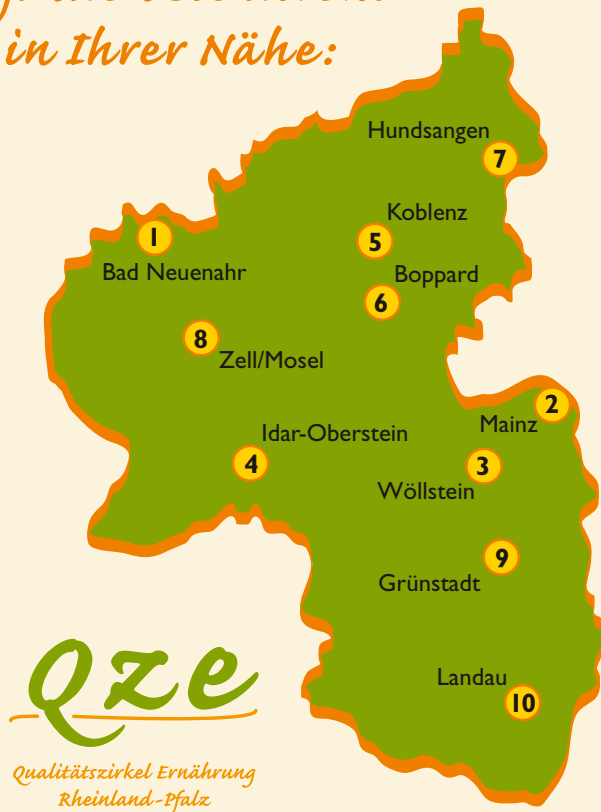 in Ihrer Nähe:
Hundsangen
7
Koblenz
5
1
Bad Neuenahr
Boppard
6
8
Zell/Mosel
2
Mainz
Idar-Oberstein
4
3
Wöllstein
9
Grünstadt
Landau
10
Qze
Qualitätszirkel Ernährung
Rheinland-Pfalz